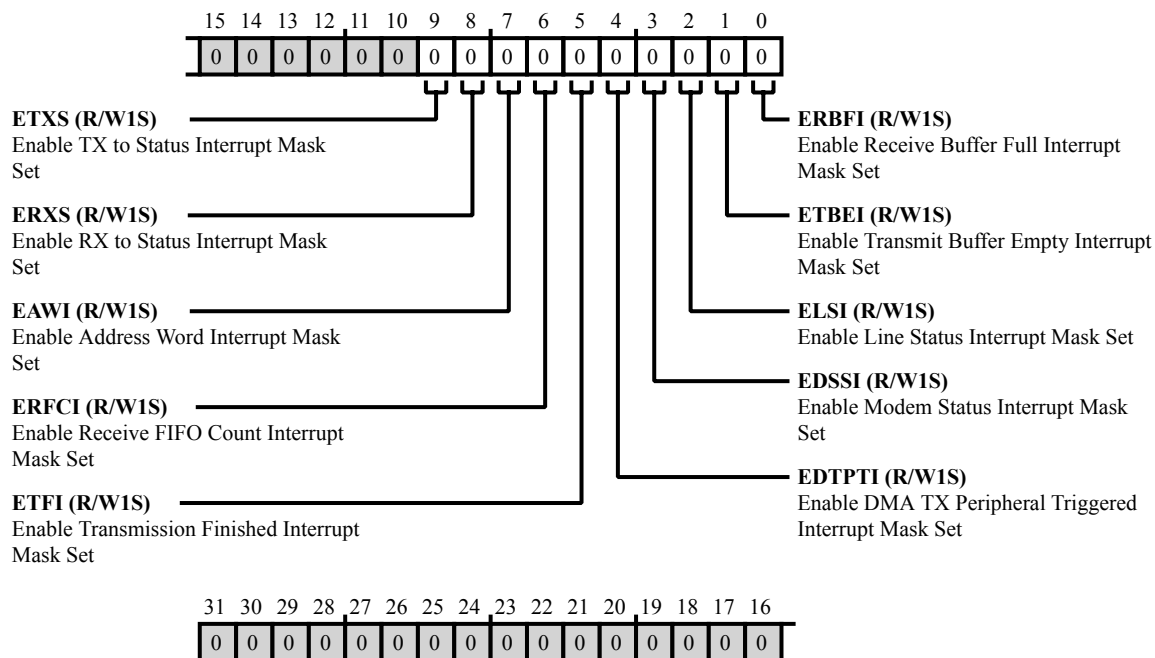 15 14 13 12 11 10 9 8 7 6 5 4 3 2 1 0
0 0 0 0 0 0 0 0 0 0 0 0 0 0 0 0
ETXS (R/W1S)
Enable TX to Status Interrupt Mask
Set
ERXS (R/W1S)
Enable RX to Status Interrupt Mask
Set
EAWI (R/W1S)
Enable Address Word Interrupt Mask
Set
ERFCI (R/W1S)
Enable Receive FIFO Count Interrupt
Mask Set
ETFI (R/W1S)
Enable Transmission Finished Interrupt
Mask Set
ERBFI (R/W1S)
Enable Receive Buffer Full Interrupt
Mask Set
ETBEI (R/W1S)
Enable Transmit Buffer Empty Interrupt
Mask Set
ELSI (R/W1S)
Enable Line Status Interrupt Mask Set
EDSSI (R/W1S)
Enable Modem Status Interrupt Mask
Set
EDTPTI (R/W1S)
Enable DMA TX Peripheral Triggered
Interrupt Mask Set
31 30 29 28 27 26 25 24 23 22 21 20 19 18 17 16
0 0 0 0 0 0 0 0 0 0 0 0 0 0 0 0